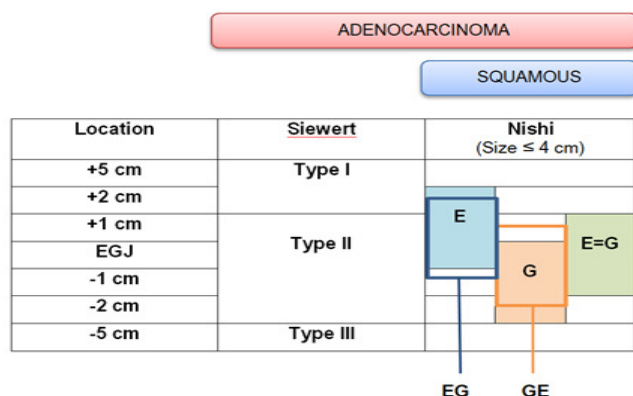 ADENOCARCINOMA
SQUAMOUS
Location Siewert Nishi
(Size ≤ 4 cm)
+5 cm Type I
+2 cm
+1 cm Type II E E=G
EGJ
-1 cm G
-2 cm
-5 cm Type III
EG GE